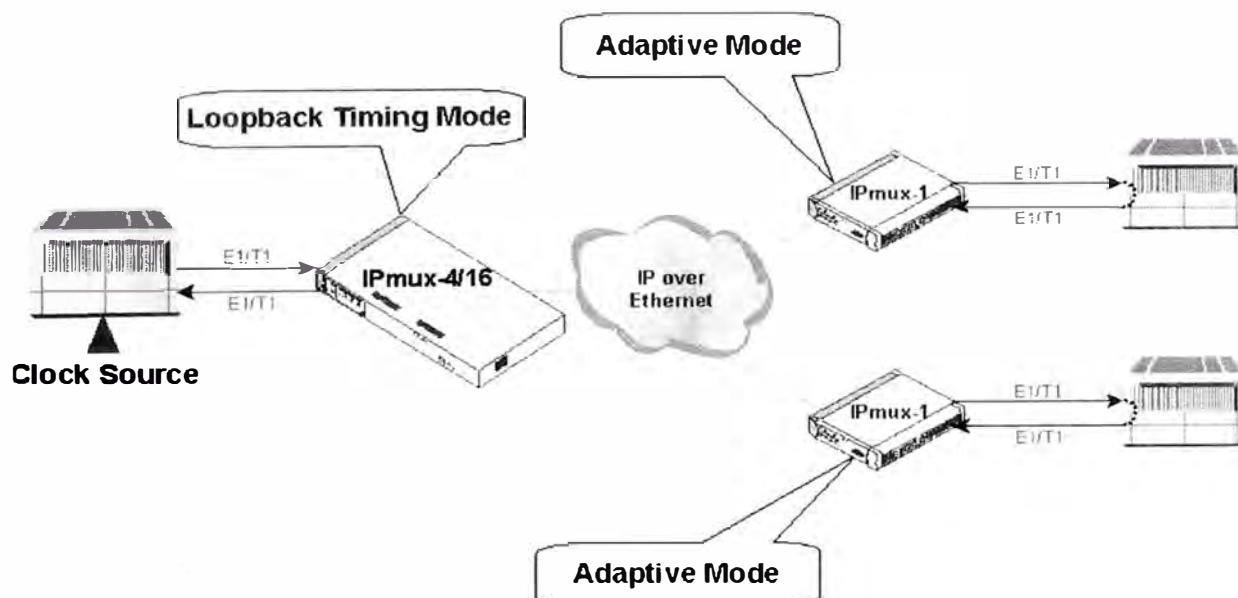 Adaptive Mode
Loopback Timing Mode
E1/T1
IPmux-1
E1/T1
E1/T1
IPmux-4/16
E1/T1
IP over
Ethernet
Clock Source
E1/T1
IPmux-1
E1/T1
Adaptive Mode